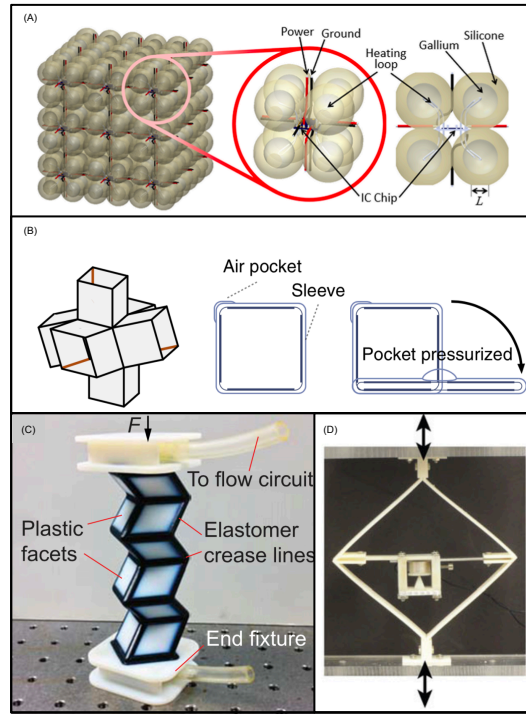 (A)
Power
Ground
Heating
loop
Gallium
Silicone
IC Chip
L
(B)
Air pocket
Sleeve
Pocket pressurized
(C)
F
To flow circuit
Plastic
facets
Elastomer
crease lines
End fixture
(D)